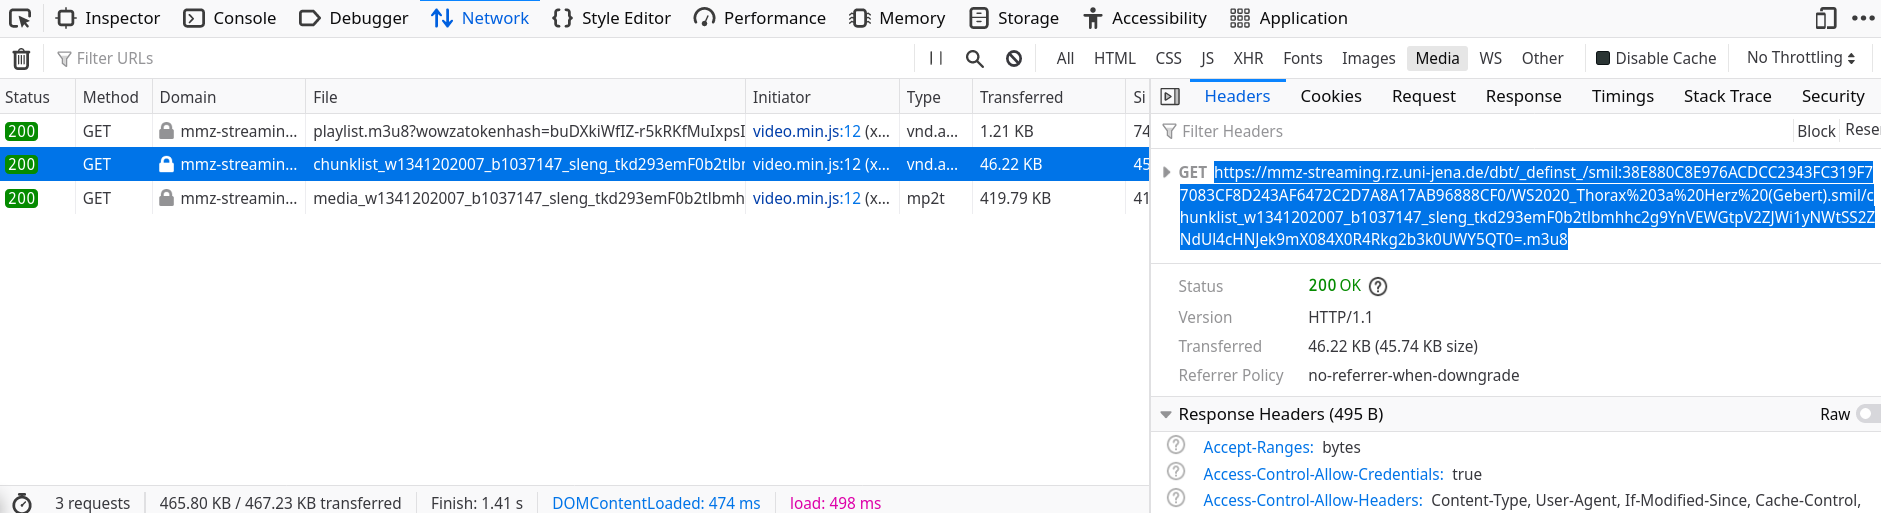 Inspector Console Debugger Network Style Editor Performance Memory Storage Accessibility Application
Filter URLs All HTML CSS JS XHR Fonts Images Media WS Other Disable Cache No Throttling
Status Method Domain File Initiator Type Transferred Si
200 GET mmz-streamin... playlist.m3u8?wowzatokenhash=buDXkiWfIZ-r5kRKfMuIxpsI video.min.js:12 (x... vnd.a... 1.21 KB 74
200 GET mmz-streamin... chunklist_w1341202007_b1037147_sleng_tkd293emF0b2tlbr video.min.js:12 (x... vnd.a... 46.22 KB 45
200 GET mmz-streamin... media_w1341202007_b1037147_sleng_tkd293emF0b2tlbmh video.min.js:12 (x... mp2t 419.79 KB 41
3 requests 465.80 KB / 467.23 KB transferred Finish: 1.41 s DOMContentLoaded: 474 ms load: 498 ms
Headers Cookies Request Response Timings Stack Trace Security
Filter Headers Block Rese
GET https://mmz-streaming.rz.uni-jena.de/dbt/_definst_/smil:38E880C8E976ACDCC2343FC319F7
7083CF8D243AF6472C2D7A8A17AB96888CF0/WS2020_Thorax%203a%20Herz%20(Gebert).smil/c
hunklist_w1341202007_b1037147_sleng_tkd293emF0b2tlbmhhc2g9YnVEWGtpV2ZJWi1yNWtSS2Z
NdUl4cHNJek9mX084X0R4Rkg2b3k0UWY5QT0=.m3u8
Status 200 OK
Version HTTP/1.1
Transferred 46.22 KB (45.74 KB size)
Referrer Policy no-referrer-when-downgrade
Response Headers (495 B) Raw
Accept-Ranges: bytes
Access-Control-Allow-Credentials: true
Access-Control-Allow-Headers: Content-Type, User-Agent, If-Modified-Since, Cache-Control,